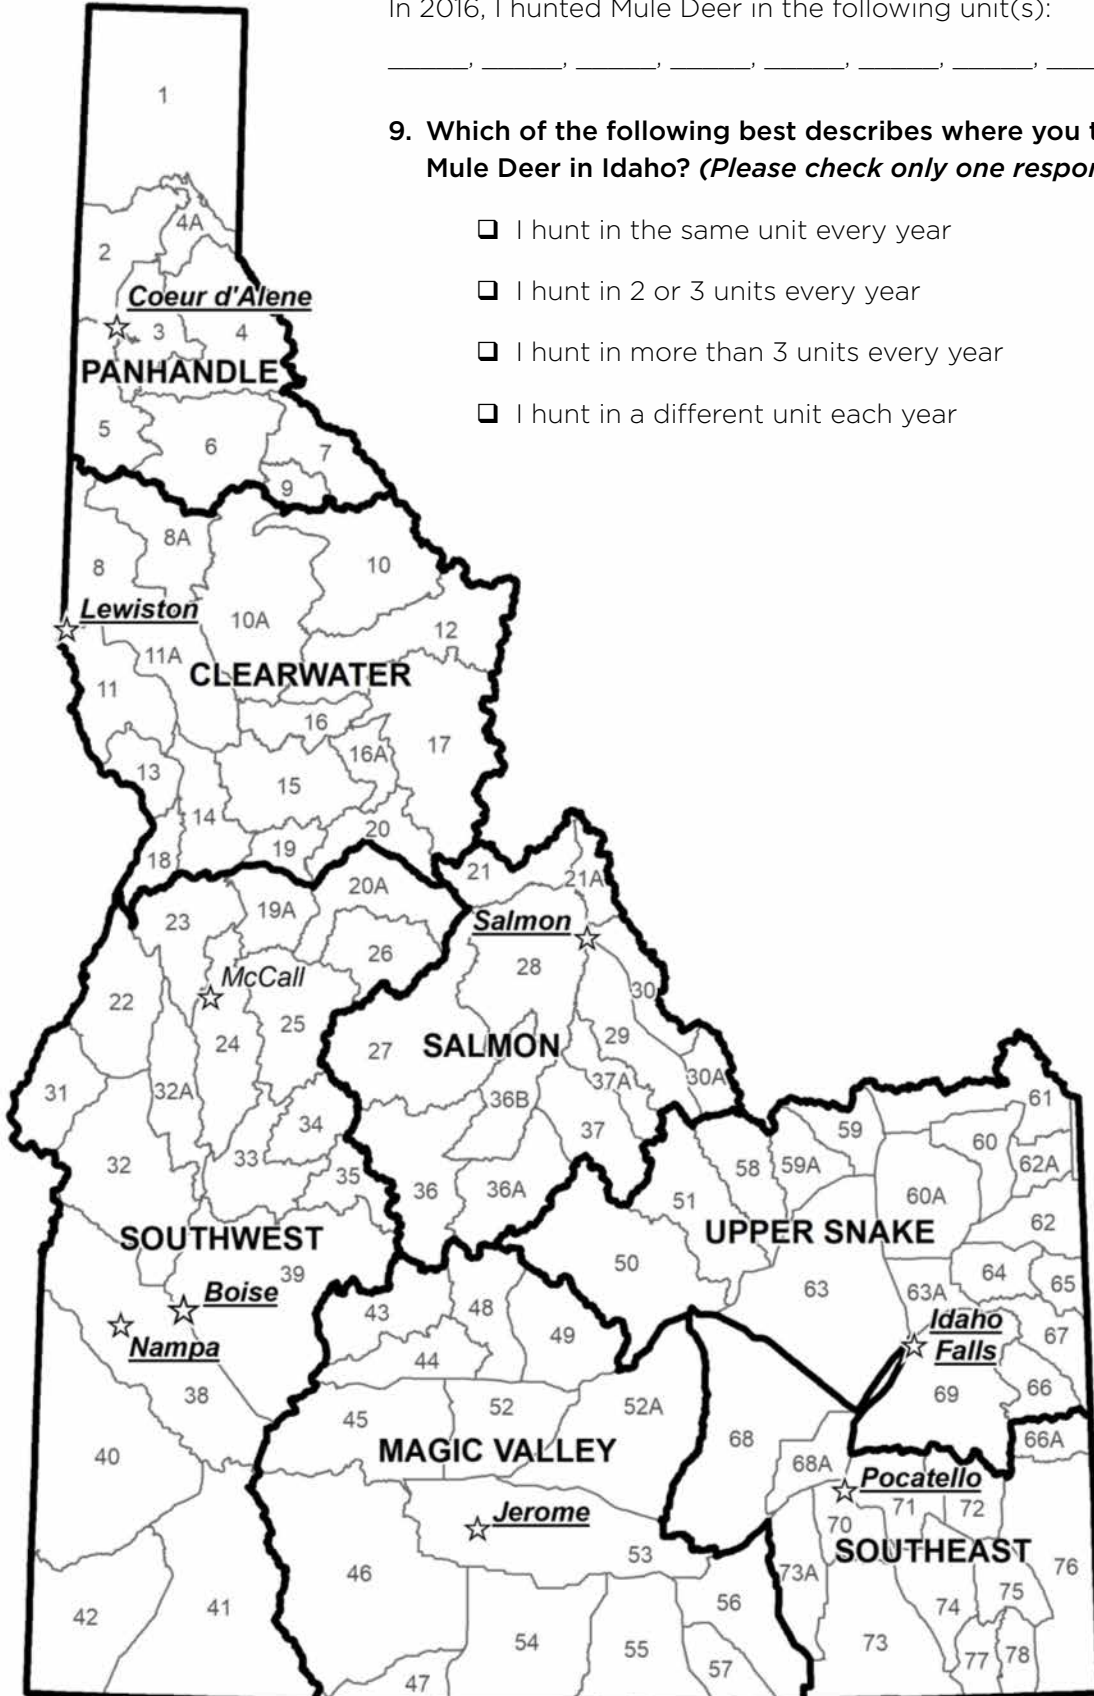 In 2016, I hunted Mule Deer in the following unit(s):
_____, _____, _____, _____, _____, _____, _____, ___
9. Which of the following best describes where you
Mule Deer in Idaho? (Please check only one
❑ I hunt in the same unit every year
❑ I hunt in 2 or 3 units every year
❑ I hunt in more than 3 units every year
❑ I hunt in a different unit each year
1
4A
2
Coeur d'Alene
3
4
PANHANDLE
5
6
7
9
8A
8
10
Lewiston
10A
12
11A
CLEARWATER
11
16
17
16A
13
15
14
20
19
18
21
21A
20A
19A
23
Salmon
26
28
McCall
30
22
25
29
24
27
SALMON
30A
37A
31
32A
36B
61
34
37
59
60
33
32
35
58
59A
62A
36
36A
51
60A
SOUTHWEST
UPPER SNAKE
62
39
50
64
65
Boise
63
63A
43
48
Idaho
Falls
49
67
Nampa
44
66
38
69
45
52
52A
66A
MAGIC VALLEY
68
40
68A
Pocatello
71
72
Jerome
70
53
SOUTHEAST
46
73A
76
75
56
74
42
41
54
55
73
57
77
78
47